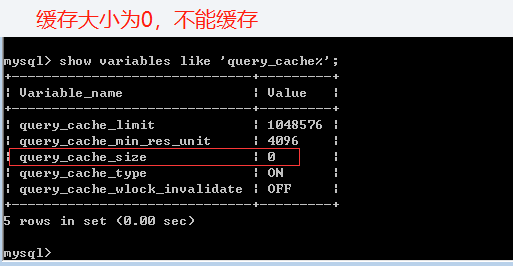 缓存大小为0，不能缓存
mysql> show variables like 'query_cache%';
+------------------------------+---------+
| Variable_name                | Value   |
+------------------------------+---------+
| query_cache_limit            | 1048576 |
| query_cache_min_res_unit     | 4096    |
| query_cache_size             | 0       |
| query_cache_type             | ON      |
| query_cache_wlock_invalidate | OFF     |
+------------------------------+---------+
5 rows in set (0.00 sec)
mysql>